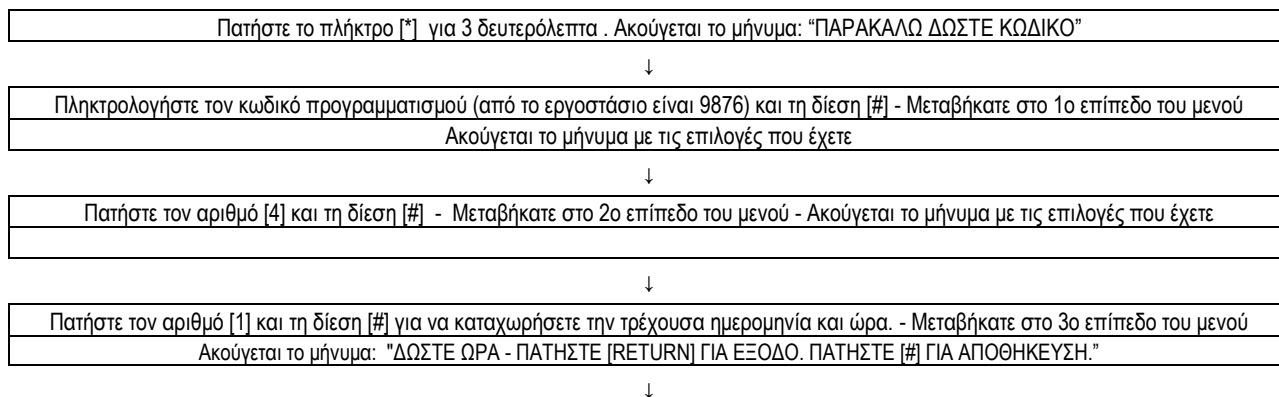 Πατήστε το πλήκτρο [*] για 3 δευτερόλεπτα . Ακούγεται το μήνυμα: “ΠΑΡΑΚΑΛΩ ΔΩΣΤΕ ΚΩΔΙΚΟ”
↓
Πληκτρολογήστε τον κωδικό προγραμματισμού (από το εργοστάσιο είναι 9876) και τη δίεση [#] - Μεταβήκατε στο 1ο επίπεδο του μενού
Ακούγεται το μήνυμα με τις επιλογές που έχετε
↓
Πατήστε τον αριθμό [4] και τη δίεση [#] - Μεταβήκατε στο 2ο επίπεδο του μενού - Ακούγεται το μήνυμα με τις επιλογές που έχετε
↓
Πατήστε τον αριθμό [1] και τη δίεση [#] για να καταχωρήσετε την τρέχουσα ημερομηνία και ώρα. - Μεταβήκατε στο 3ο επίπεδο του μενού
Ακούγεται το μήνυμα: "ΔΩΣΤΕ ΩΡΑ - ΠΑΤΗΣΤΕ [RETURN] ΓΙΑ ΕΞΟΔΟ. ΠΑΤΗΣΤΕ [#] ΓΙΑ ΑΠΟΘΗΚΕΥΣΗ.”
↓